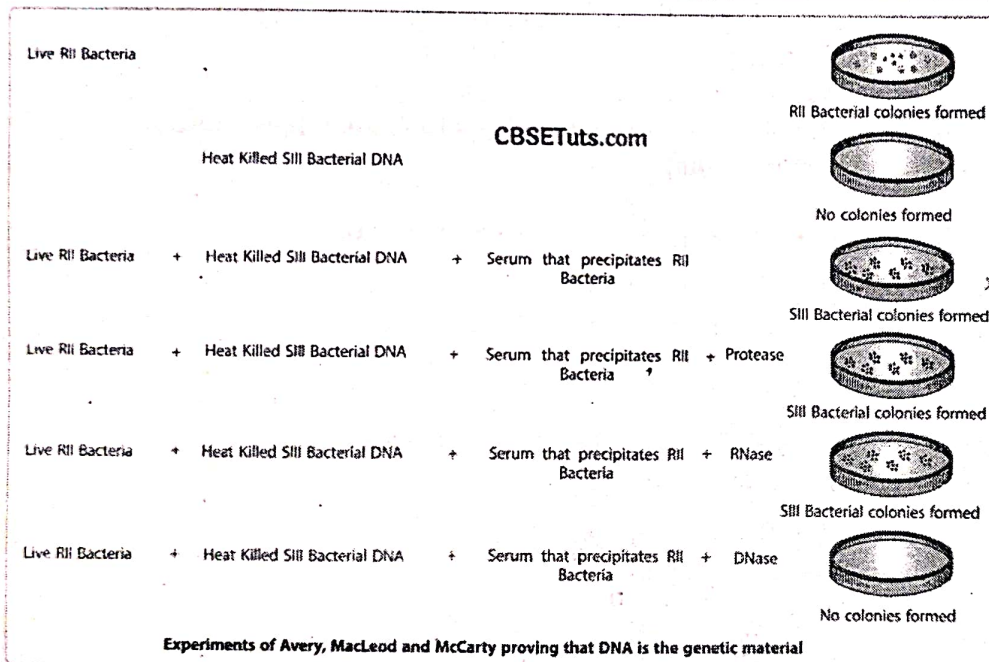 Live RII Bacteria
RII Bacterial colonies formed
CBSETuts.com
Heat Killed SIII Bacterial DNA
No colonies formed
Live RII Bacteria + Heat Killed SIII Bacterial DNA + Serum that precipitates RII
Bacteria
SIII Bacterial colonies formed
Live RII Bacteria + Heat Killed SIII Bacterial DNA + Serum that precipitates RII + Protease
Bacteria
SIII Bacterial colonies formed
Live RII Bacteria + Heat Killed SIII Bacterial DNA + Serum that precipitates RII + RNase
Bacteria
SIII Bacterial colonies formed
Live RII Bacteria + Heat Killed SIII Bacterial DNA + Serum that precipitates RII + DNase
Bacteria
No colonies formed
Experiments of Avery, MacLeod and McCarty proving that DNA is the genetic material